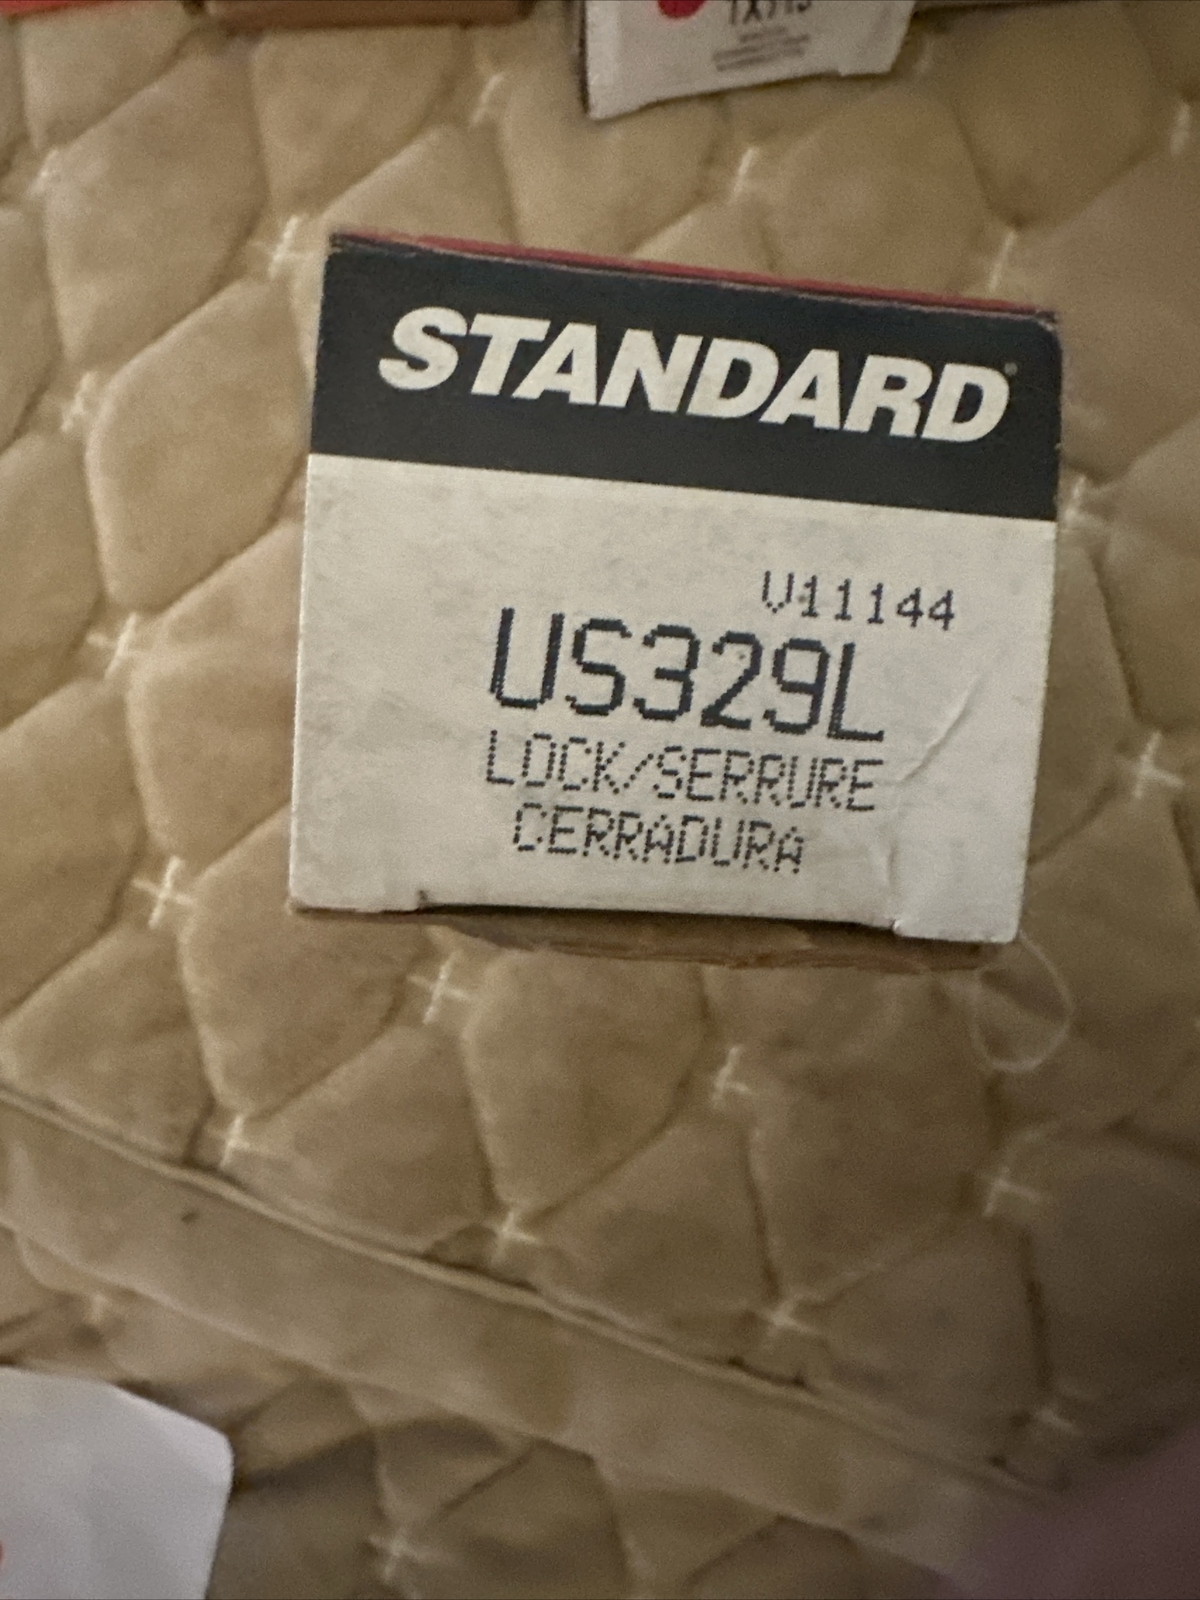 STANDARD
V11144
US329L
LOCK/SERRURE
CERRADURA